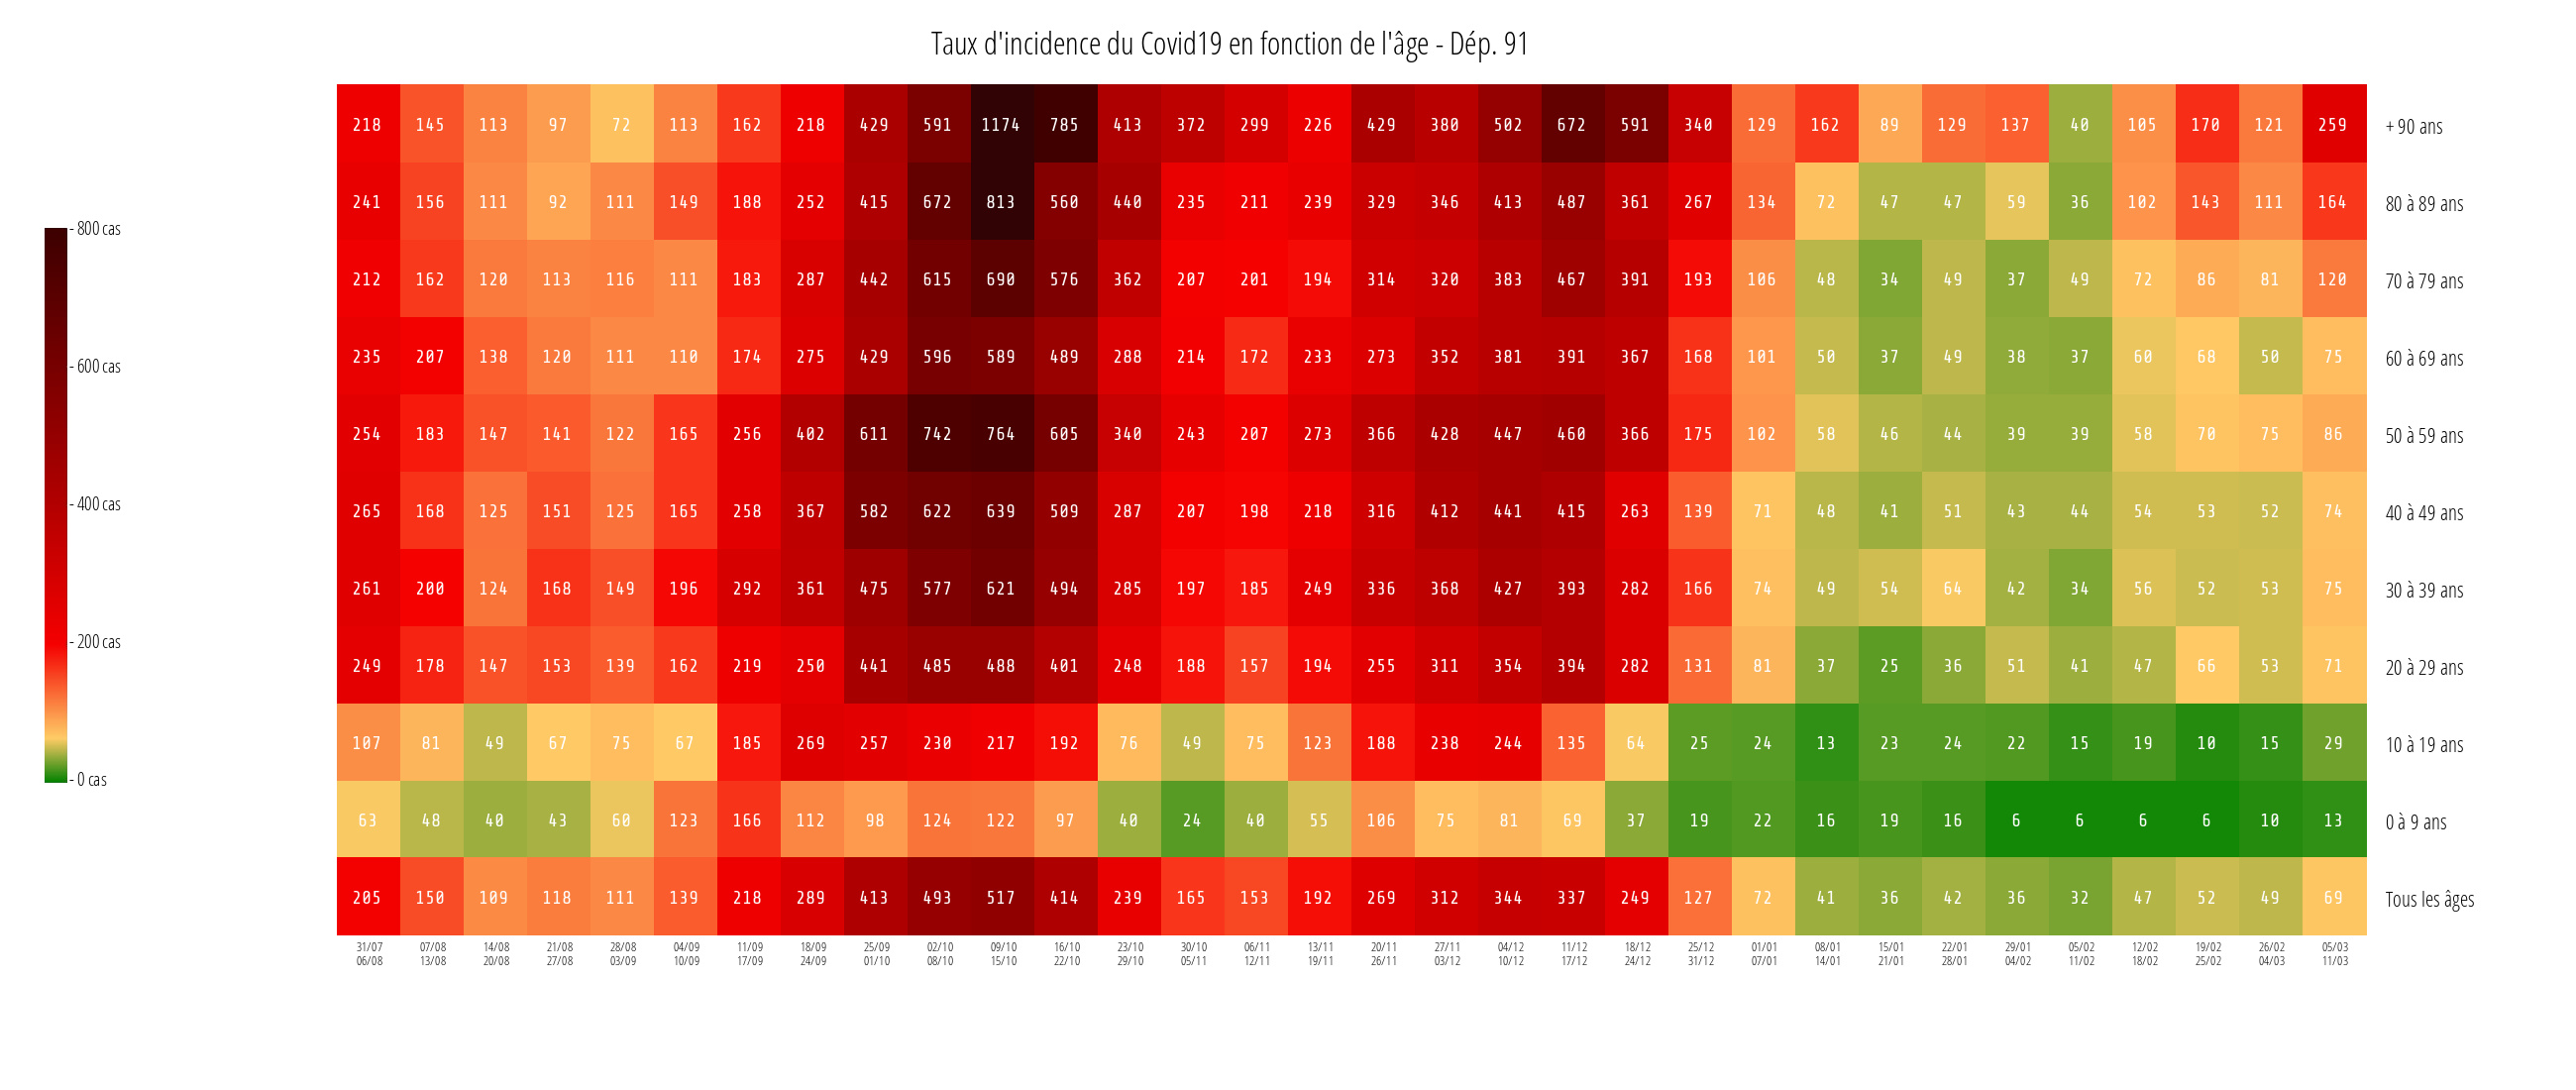 Taux d'incidence du Covid19 en fonction de l'âge - Dép. 91
218 145 113 97 72 113 162 218 429 591 1174 785 413 372 299 226 429 380 502 672 591 340 129 162 89 129 137 40 105 170 121 259 + 90 ans
241 156 111 92 111 149 188 252 415 672 813 560 440 235 211 239 329 346 413 487 361 267 134 72 47 47 59 36 102 143 111 164 80 à 89 ans
- 800 cas
212 162 120 113 116 111 183 287 442 615 690 576 362 207 201 194 314 320 383 467 391 193 106 48 34 49 37 49 72 86 81 120 70 à 79 ans
235 207 138 120 111 110 174 275 429 596 589 489 288 214 172 233 273 352 381 391 367 168 101 50 37 49 38 37 60 68 50 75 60 à 69 ans
- 600 cas
254 183 147 141 122 165 256 402 611 742 764 605 340 243 207 273 366 428 447 460 366 175 102 58 46 44 39 39 58 70 75 86 50 à 59 ans
- 400 cas
265 168 125 151 125 165 258 367 582 622 639 509 287 207 198 218 316 412 441 415 263 139 71 48 41 51 43 44 54 53 52 74 40 à 49 ans
261 200 124 168 149 196 292 361 475 577 621 494 285 197 185 249 336 368 427 393 282 166 74 49 54 64 42 34 56 52 53 75 30 à 39 ans
- 200 cas
249 178 147 153 139 162 219 250 441 485 488 401 248 188 157 194 255 311 354 394 282 131 81 37 25 36 51 41 47 66 53 71 20 à 29 ans
107 81 49 67 75 67 185 269 257 230 217 192 76 49 75 123 188 238 244 135 64 25 24 13 23 24 22 15 19 10 15 29 10 à 19 ans
- 0 cas
63 48 40 43 60 123 166 112 98 124 122 97 40 24 40 55 106 75 81 69 37 19 22 16 19 16 6 6 6 6 10 13 0 à 9 ans
205 150 109 118 111 139 218 289 413 493 517 414 239 165 153 192 269 312 344 337 249 127 72 41 36 42 36 32 47 52 49 69 Tous les âges
31/07 07/08 14/08 21/08 28/08 04/09 11/09 18/09 25/09 02/10 09/10 16/10 23/10 30/10 06/11 13/11 20/11 27/11 04/12 11/12 18/12 25/12 01/01 08/01 15/01 22/01 29/01 05/02 12/02 19/02 26/02 05/03
06/08 13/08 20/08 27/08 03/09 10/09 17/09 24/09 01/10 08/10 15/10 22/10 29/10 05/11 12/11 19/11 26/11 03/12 10/12 17/12 24/12 31/12 07/01 14/01 21/01 28/01 04/02 11/02 18/02 25/02 04/03 11/03